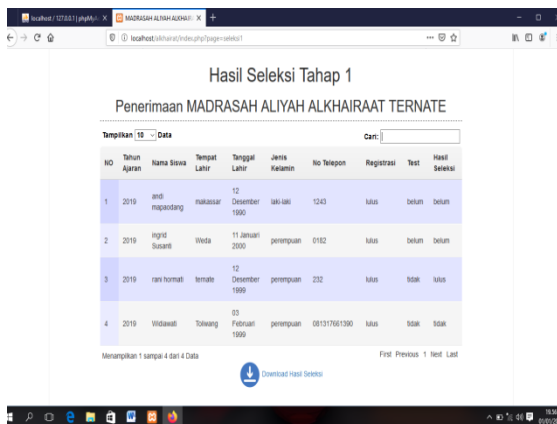 localhost / 127.0.0.1 | phpMyA
MADRASAH ALIYAH ALKHAIR
localhost/alkhairat/index.php?page=seleksi1
Hasil Seleksi Tahap 1
Penerimaan MADRASAH ALIYAH ALKHAIRAAT TERNATE
Tampilkan 10 Data Cari:
NO Tahun Ajaran Nama Siswa Tempat Lahir Tanggal Lahir Jenis Kelamin No Telepon Registrasi Test Hasil Seleksi
1 2019 andi mapaodang makassar 12 Desember 1990 laki-laki 1243 lulus belum belum
2 2019 ingrid Susanti Weda 11 Januari 2000 perempuan 0182 lulus belum belum
3 2019 rani hormati ternate 12 Desember 1999 perempuan 232 lulus tidak lulus
4 2019 Widiawati Toliwang 03 Februari 1999 perempuan 081317661390 lulus tidak tidak
Menampilkan 1 sampai 4 dari 4 Data First Previous 1 Next Last
Download Hasil Seleksi